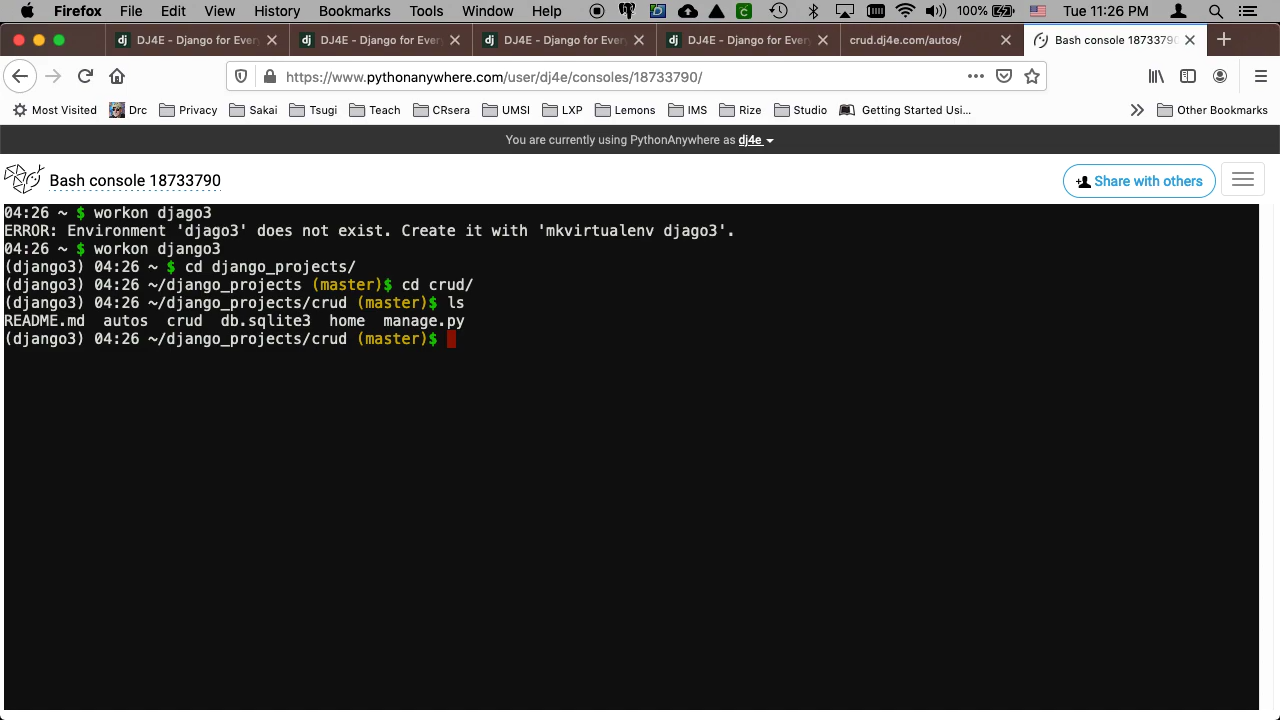 Firefox File Edit View History Bookmarks Tools Window Help 100% Tue 11:26 PM
dj DJ4E - Django for Every dj DJ4E - Django for Every dj DJ4E - Django for Every dj DJ4E - Django for Every crud.dj4e.com/autos/ Bash console 18733790
https://www.pythonanywhere.com/user/dj4e/consoles/18733790/
Most Visited Drc Privacy Sakai Tsugi Teach CRsera UMSI LXP Lemons IMS Rize Studio Getting Started Usi... Other Bookmarks
You are currently using PythonAnywhere as dj4e
Bash console 18733790 Share with others
04:26 ~ $ workon djago3
ERROR: Environment 'djago3' does not exist. Create it with 'mkvirtualenv djago3'.
04:26 ~ $ workon django3
(django3) 04:26 ~ $ cd django_projects/
(django3) 04:26 ~/django_projects (master)$ cd crud/
(django3) 04:26 ~/django_projects/crud (master)$ ls
README.md autos crud db.sqlite3 home manage.py
(django3) 04:26 ~/django_projects/crud (master)$